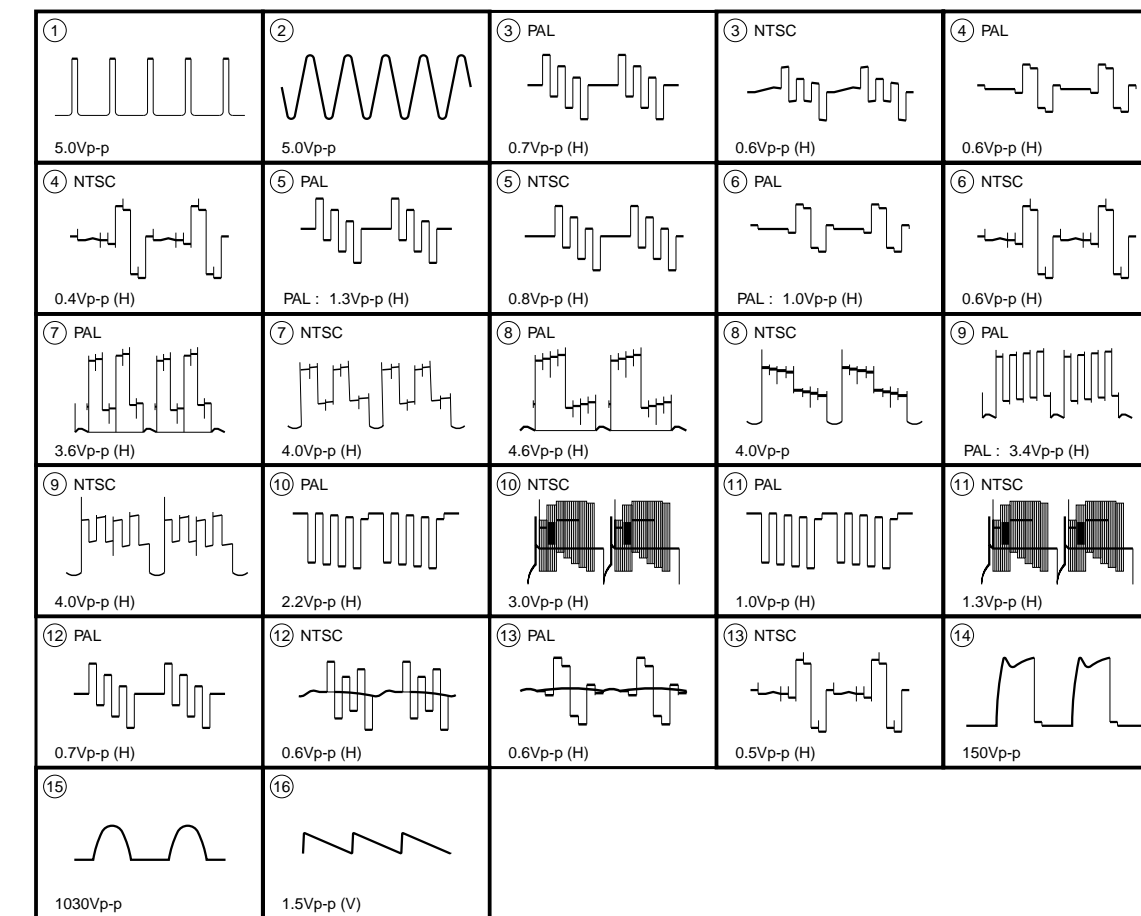 ① ② ③ PAL ③ NTSC ④ PAL
5.0Vp-p 5.0Vp-p 0.7Vp-p (H) 0.6Vp-p (H) 0.6Vp-p (H)
④ NTSC ⑤ PAL ⑤ NTSC ⑥ PAL ⑥ NTSC
0.4Vp-p (H) PAL : 1.3Vp-p (H) 0.8Vp-p (H) PAL : 1.0Vp-p (H) 0.6Vp-p (H)
⑦ PAL ⑦ NTSC ⑧ PAL ⑧ NTSC ⑨ PAL
3.6Vp-p (H) 4.0Vp-p (H) 4.6Vp-p (H) 4.0Vp-p PAL : 3.4Vp-p (H)
⑨ NTSC ⑩ PAL ⑩ NTSC ⑪ PAL ⑪ NTSC
4.0Vp-p (H) 2.2Vp-p (H) 3.0Vp-p (H) 1.0Vp-p (H) 1.3Vp-p (H)
⑫ PAL ⑫ NTSC ⑬ PAL ⑬ NTSC ⑭
0.7Vp-p (H) 0.6Vp-p (H) 0.6Vp-p (H) 0.5Vp-p (H) 150Vp-p
⑮ ⑯
1030Vp-p 1.5Vp-p (V)